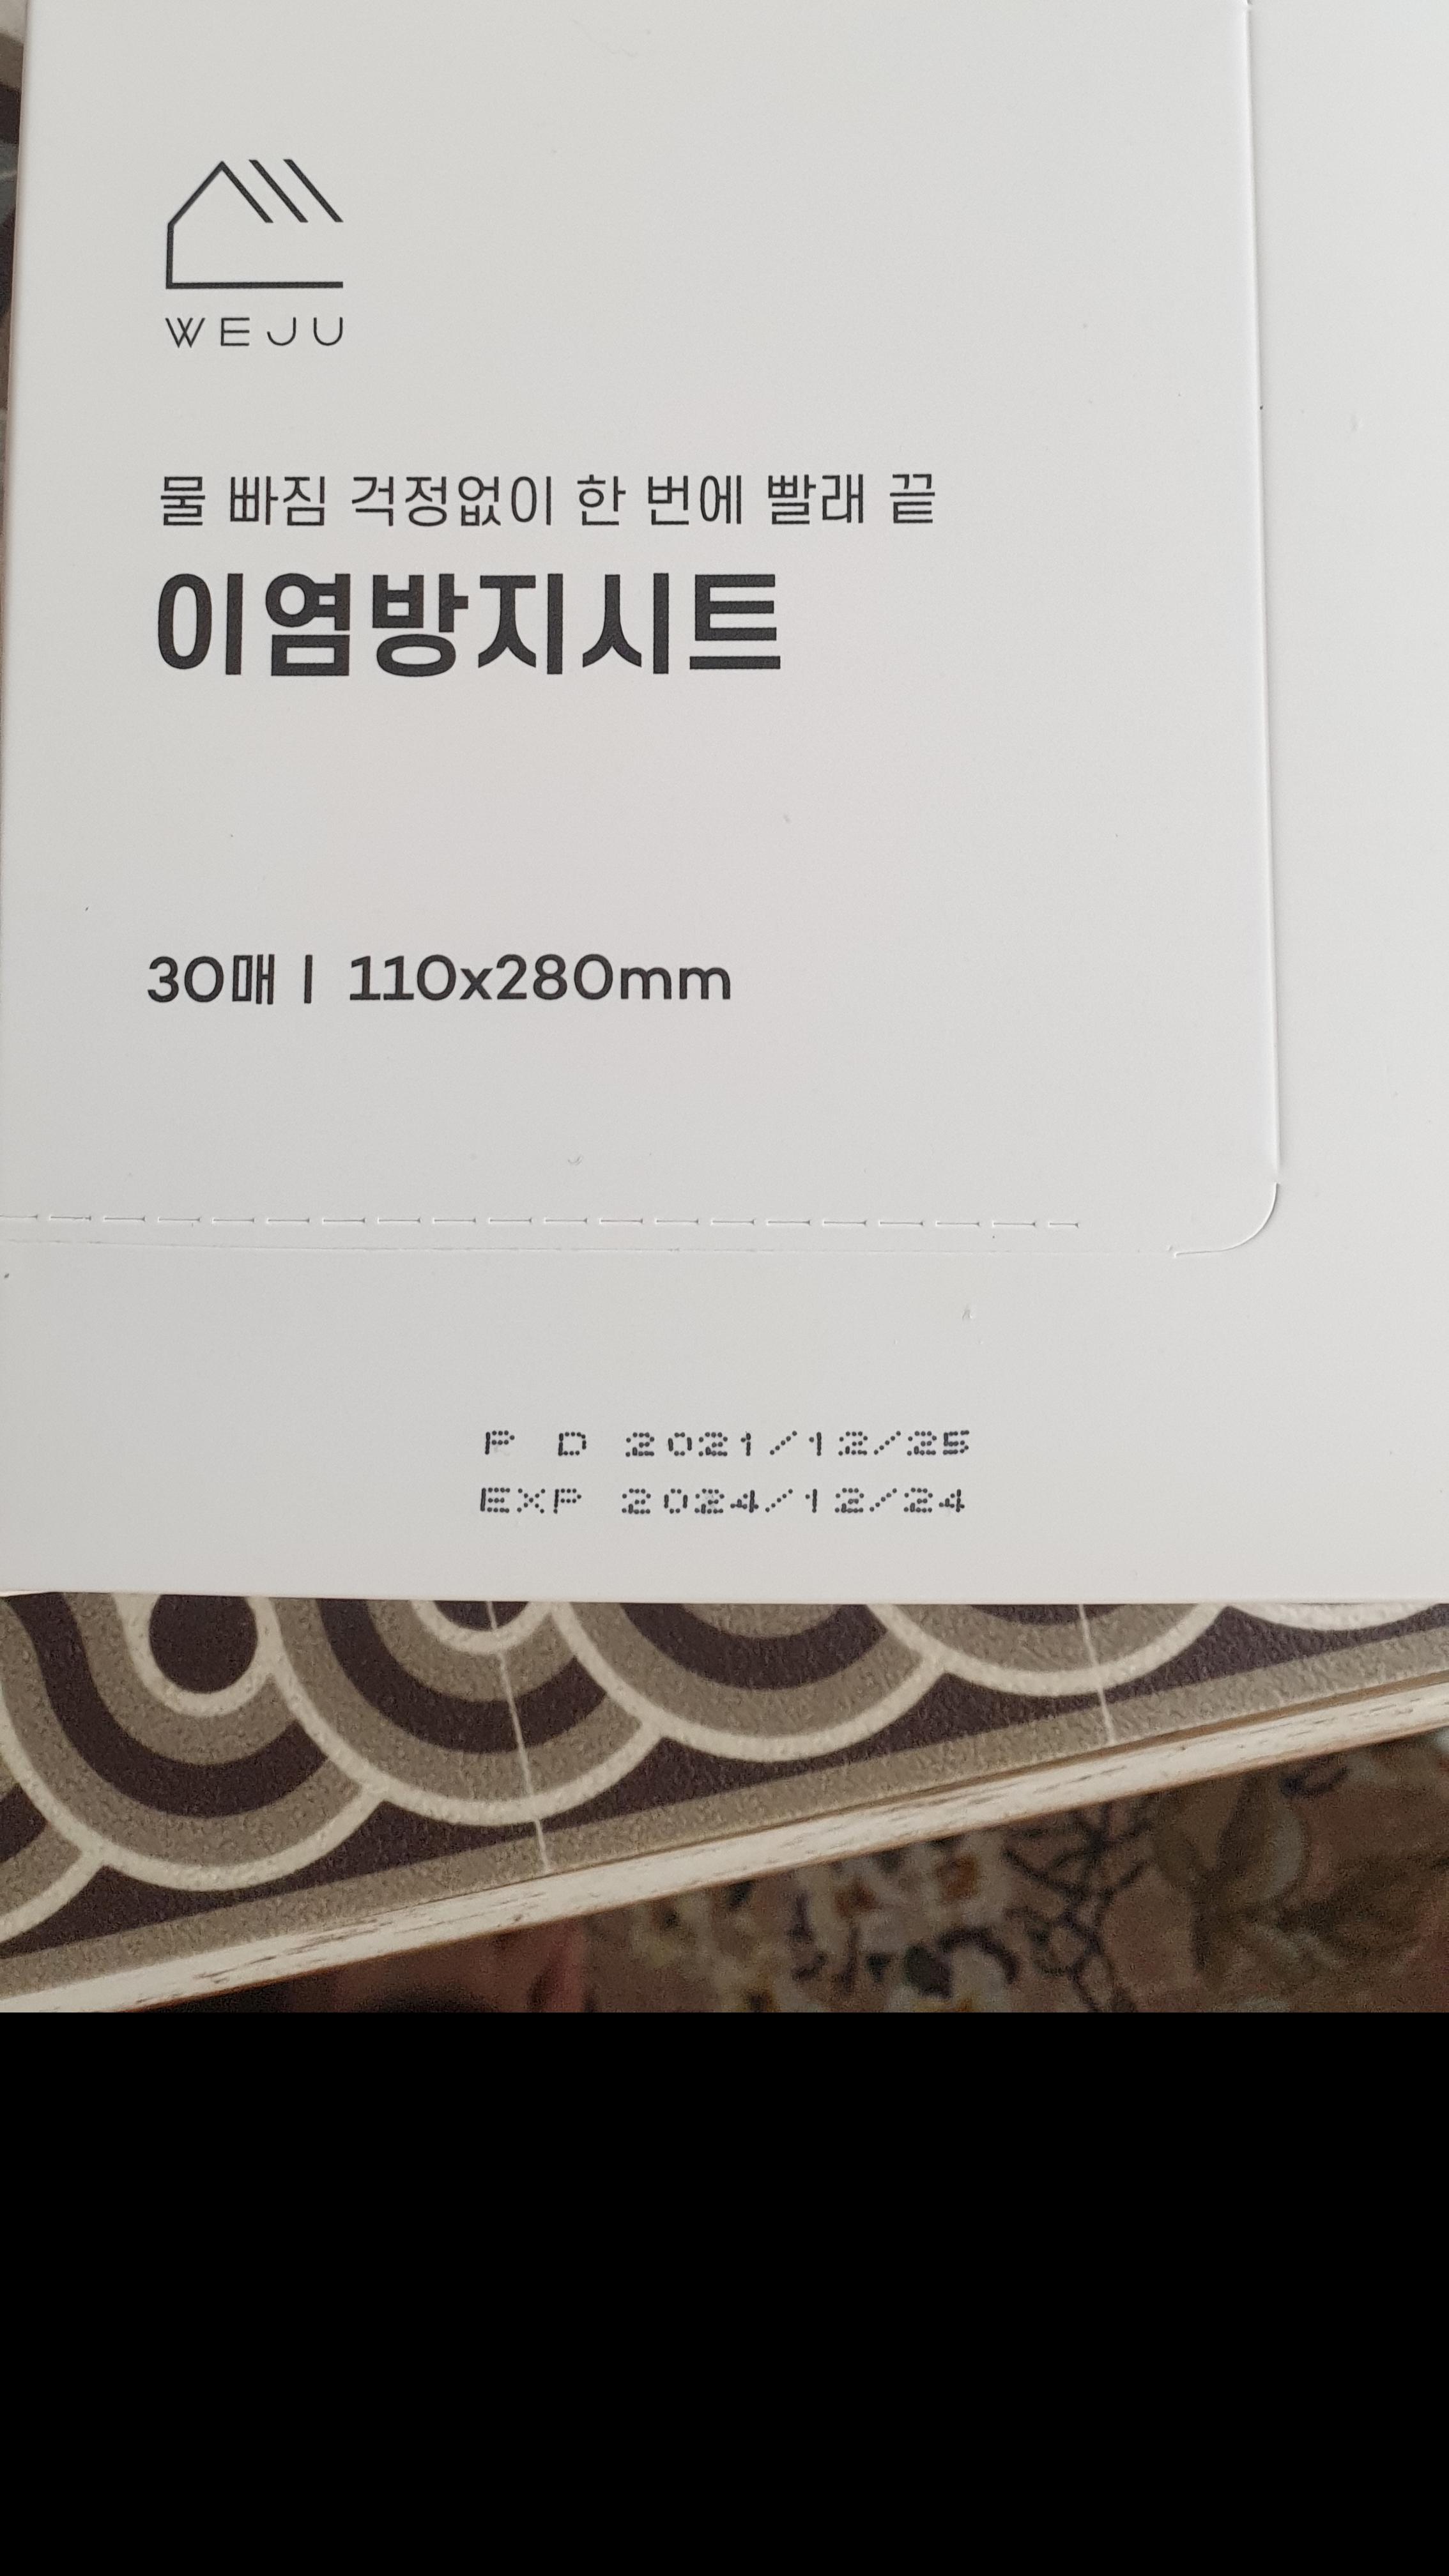 WEJU
물 빠짐 걱정없이 한 번에 빨래 끝
이염방지시트
30매 | 110x280mm
P D 2021/12/25
EXP 2024/12/24